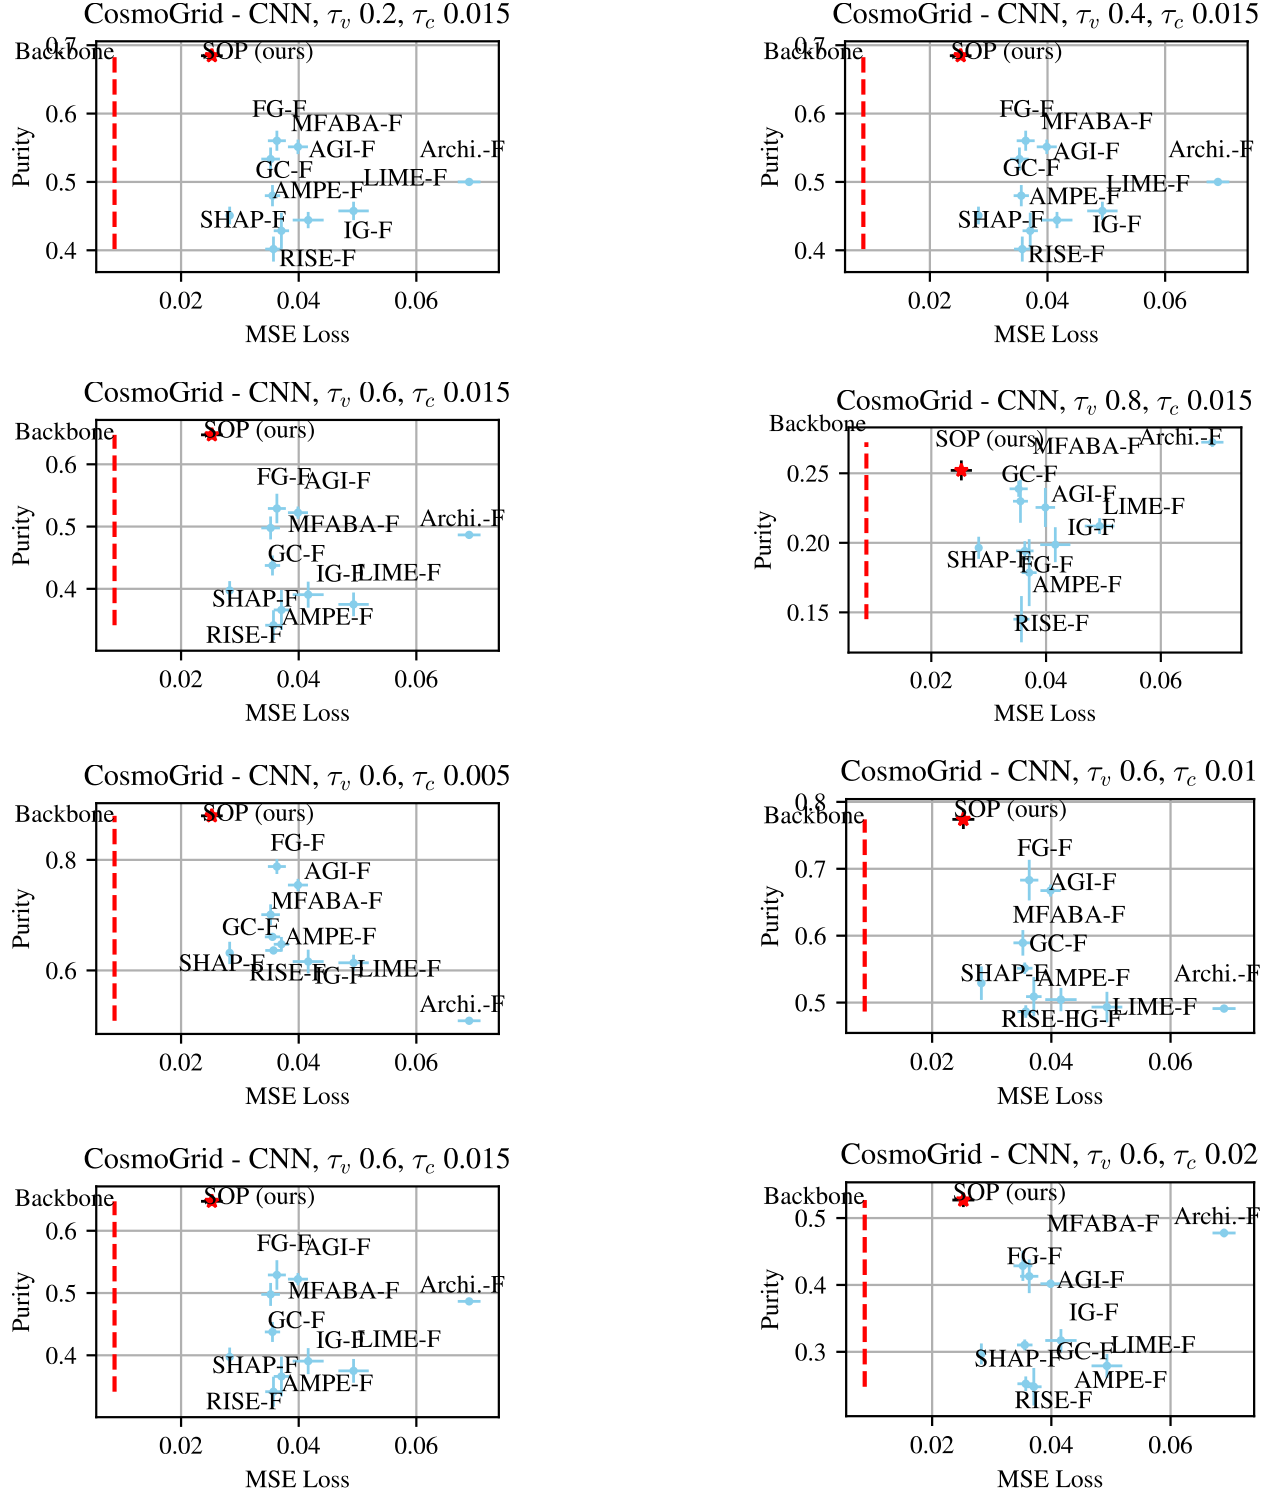 CosmoGrid - CNN, τv 0.2, τc 0.015
Backbone
SOP (ours)
FG-F
MFABA-F
AGI-F
Archi.-F
GC-F
LIME-F
AMPE-F
SHAP-F
IG-F
RISE-F
0.7
0.6
0.5
0.4
Purity
0.02
0.04
0.06
MSE Loss
CosmoGrid - CNN, τv 0.4, τc 0.015
Backbone
SOP (ours)
FG-F
MFABA-F
AGI-F
Archi.-F
GC-F
LIME-F
AMPE-F
SHAP-F
IG-F
RISE-F
0.7
0.6
0.5
0.4
Purity
0.02
0.04
0.06
MSE Loss
CosmoGrid - CNN, τv 0.6, τc 0.015
Backbone
SOP (ours)
FG-F
AGI-F
MFABA-F
Archi.-F
GC-F
IG-F
LIME-F
SHAP-F
AMPE-F
RISE-F
0.6
0.5
0.4
Purity
0.02
0.04
0.06
MSE Loss
CosmoGrid - CNN, τv 0.8, τc 0.015
Backbone
SOP (ours)
MFABA-F
Archi.-F
GC-F
AGI-F
LIME-F
IG-F
SHAP-F
FG-F
AMPE-F
RISE-F
0.25
0.20
0.15
Purity
0.02
0.04
0.06
MSE Loss
CosmoGrid - CNN, τv 0.6, τc 0.005
Backbone
SOP (ours)
FG-F
AGI-F
MFABA-F
GC-F
AMPE-F
SHAP-F
RISE-F
IG-F
LIME-F
Archi.-F
0.8
0.6
Purity
0.02
0.04
0.06
MSE Loss
CosmoGrid - CNN, τv 0.6, τc 0.01
Backbone
SOP (ours)
FG-F
AGI-F
MFABA-F
GC-F
SHAP-F
AMPE-F
Archi.-F
RISE-F
IG-F
LIME-F
0.8
0.7
0.6
0.5
Purity
0.02
0.04
0.06
MSE Loss
CosmoGrid - CNN, τv 0.6, τc 0.015
Backbone
SOP (ours)
FG-F
AGI-F
MFABA-F
Archi.-F
GC-F
IG-F
LIME-F
SHAP-F
AMPE-F
RISE-F
0.6
0.5
0.4
Purity
0.02
0.04
0.06
MSE Loss
CosmoGrid - CNN, τv 0.6, τc 0.02
Backbone
SOP (ours)
MFABA-F
Archi.-F
FG-F
AGI-F
IG-F
SHAP-F
GC-F
LIME-F
AMPE-F
RISE-F
0.5
0.4
0.3
Purity
0.02
0.04
0.06
MSE Loss